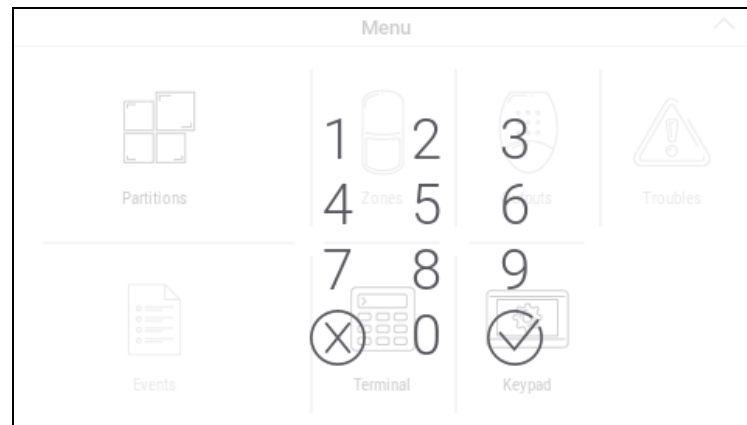 Menu
1 2 3
Partitions Zones Outputs Troubles
4 5 6
7 8 9
0
Events Terminal Keypad